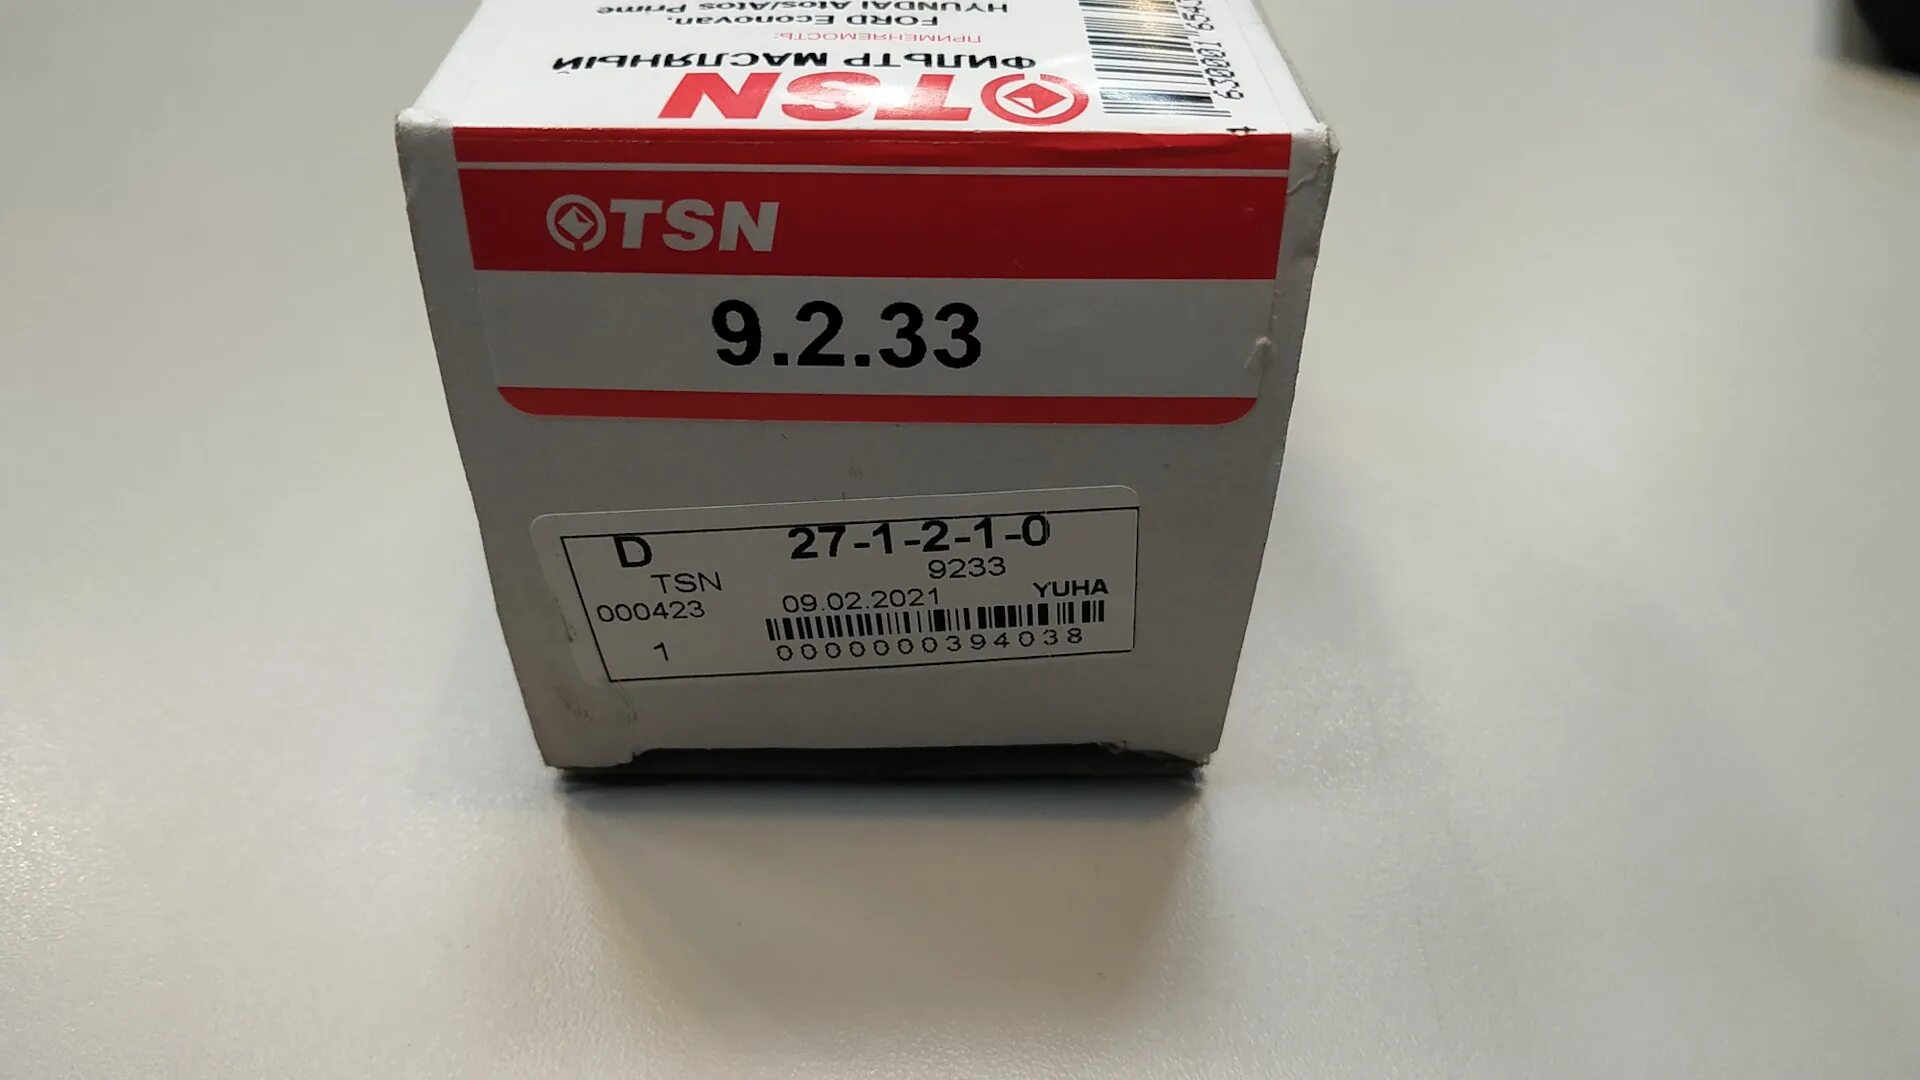 TSN
ФИЛЬТР МАСЛЯНЫЙ
ПРИМЕНЯЕМОСТЬ:
FORD Econovan.
HYUNDAI Atos/Atos Prime
TSN
9.2.33
D 27-1-2-1-0
TSN 9233
000423 09.02.2021 YUHA
1 0000000394038